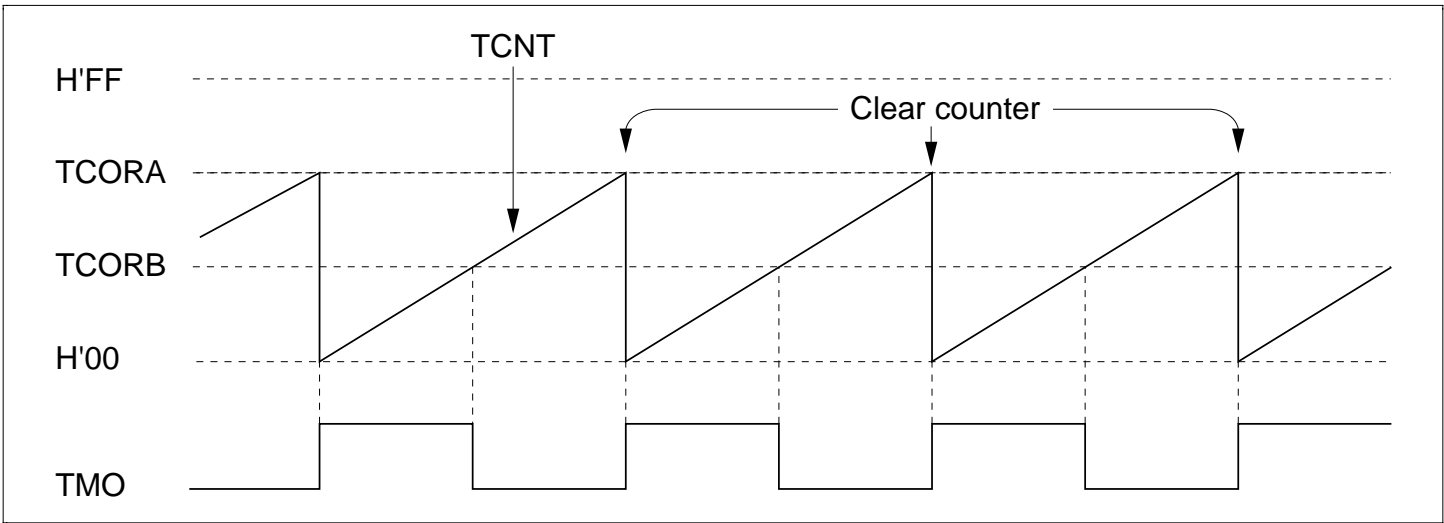 TCNT
H'FF
Clear counter
TCORA
TCORB
H'00
TMO